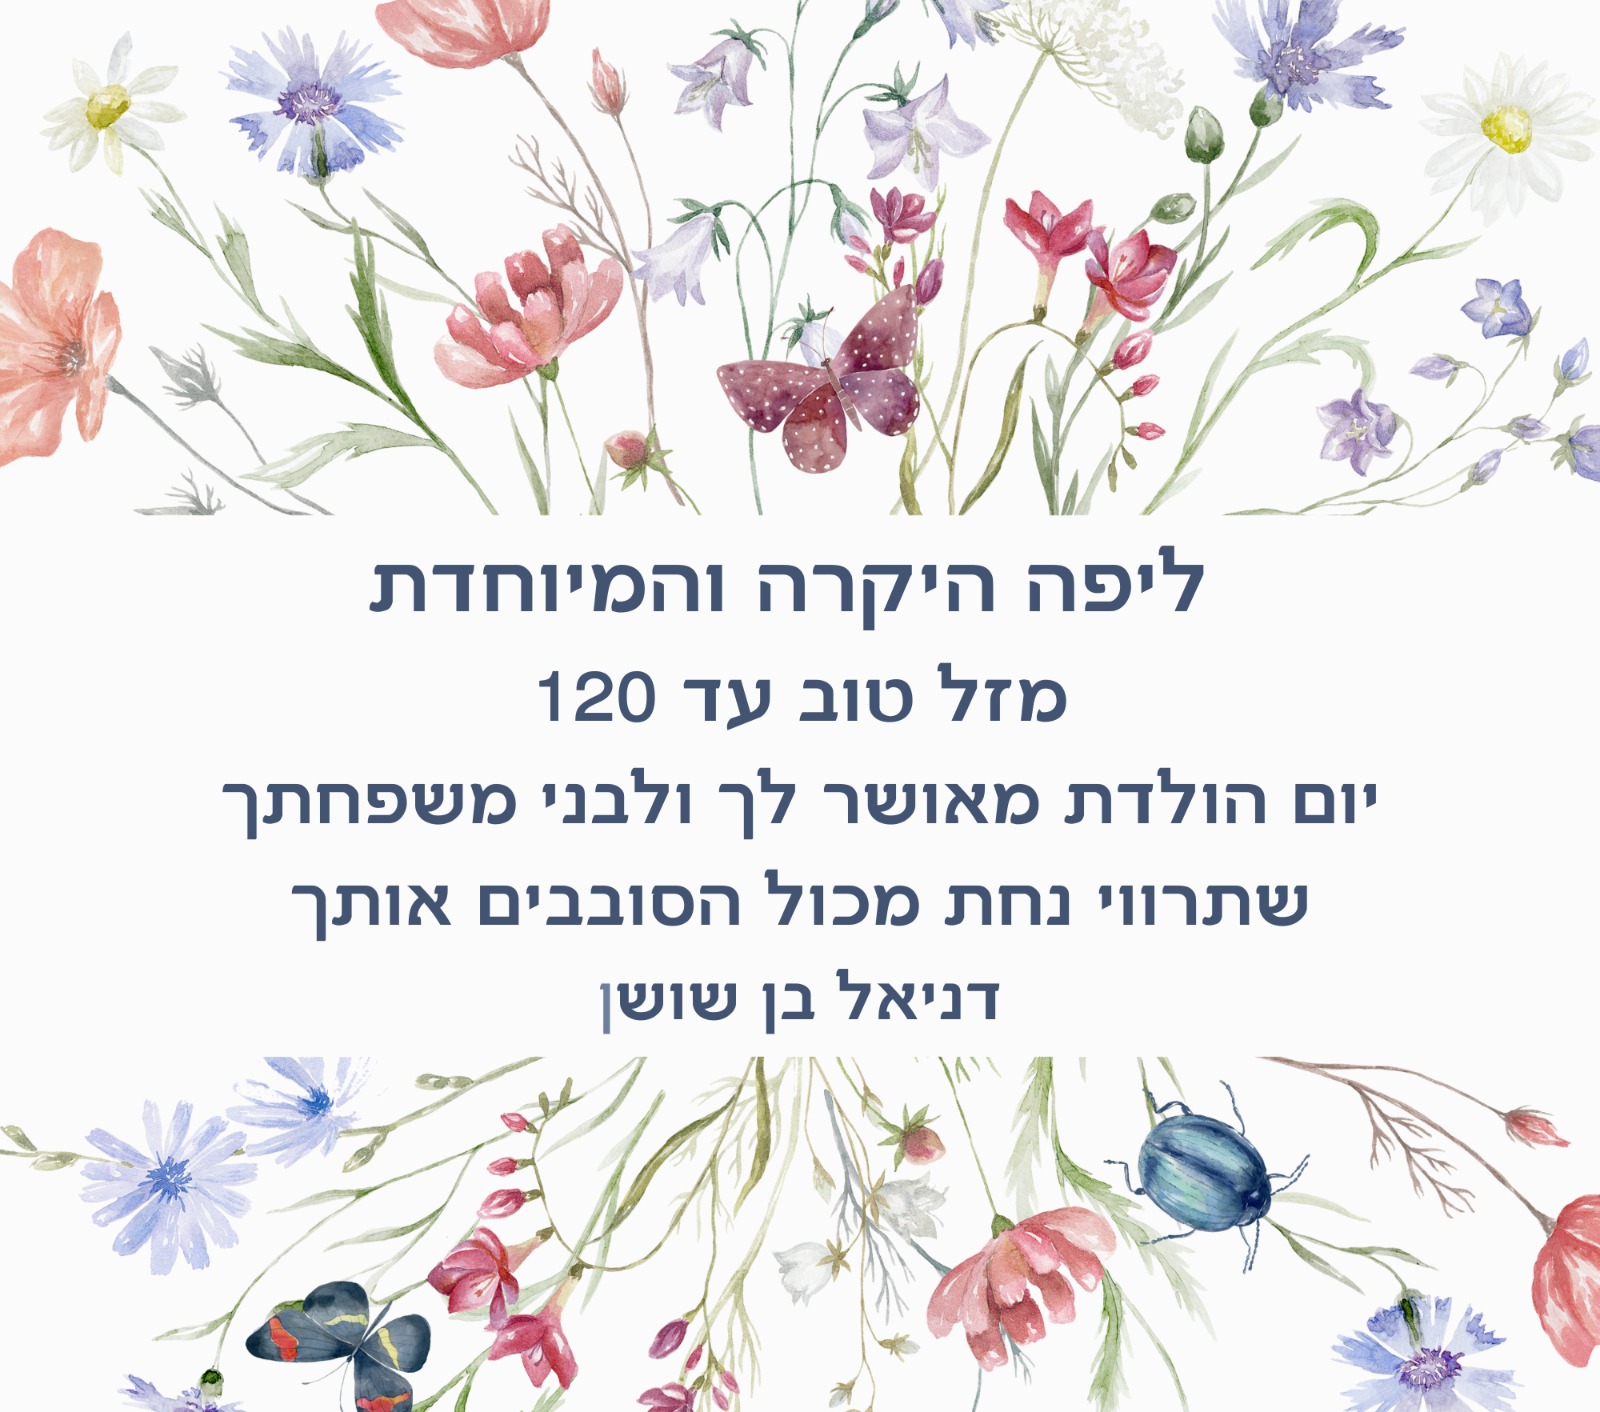 ליפה היקרה והמיוחדת
מזל טוב עד 120
יום הולדת מאושר לך ולבני משפחתך
שתרווי נחת מכול הסובבים אותך
דניאל בן שושן